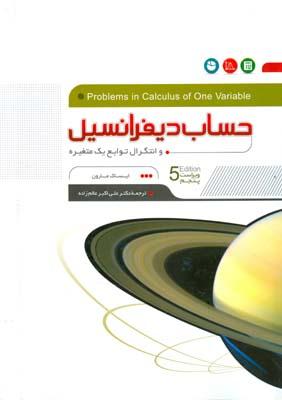 Problems in Calculus of One Variable
حساب دیفرانسیل
و انتگرال توابع یک متغیره
5 Edition
ویراست پنجم
ایساک مارون
ترجمهٔ دکتر علی اکبر عالم‌زاده